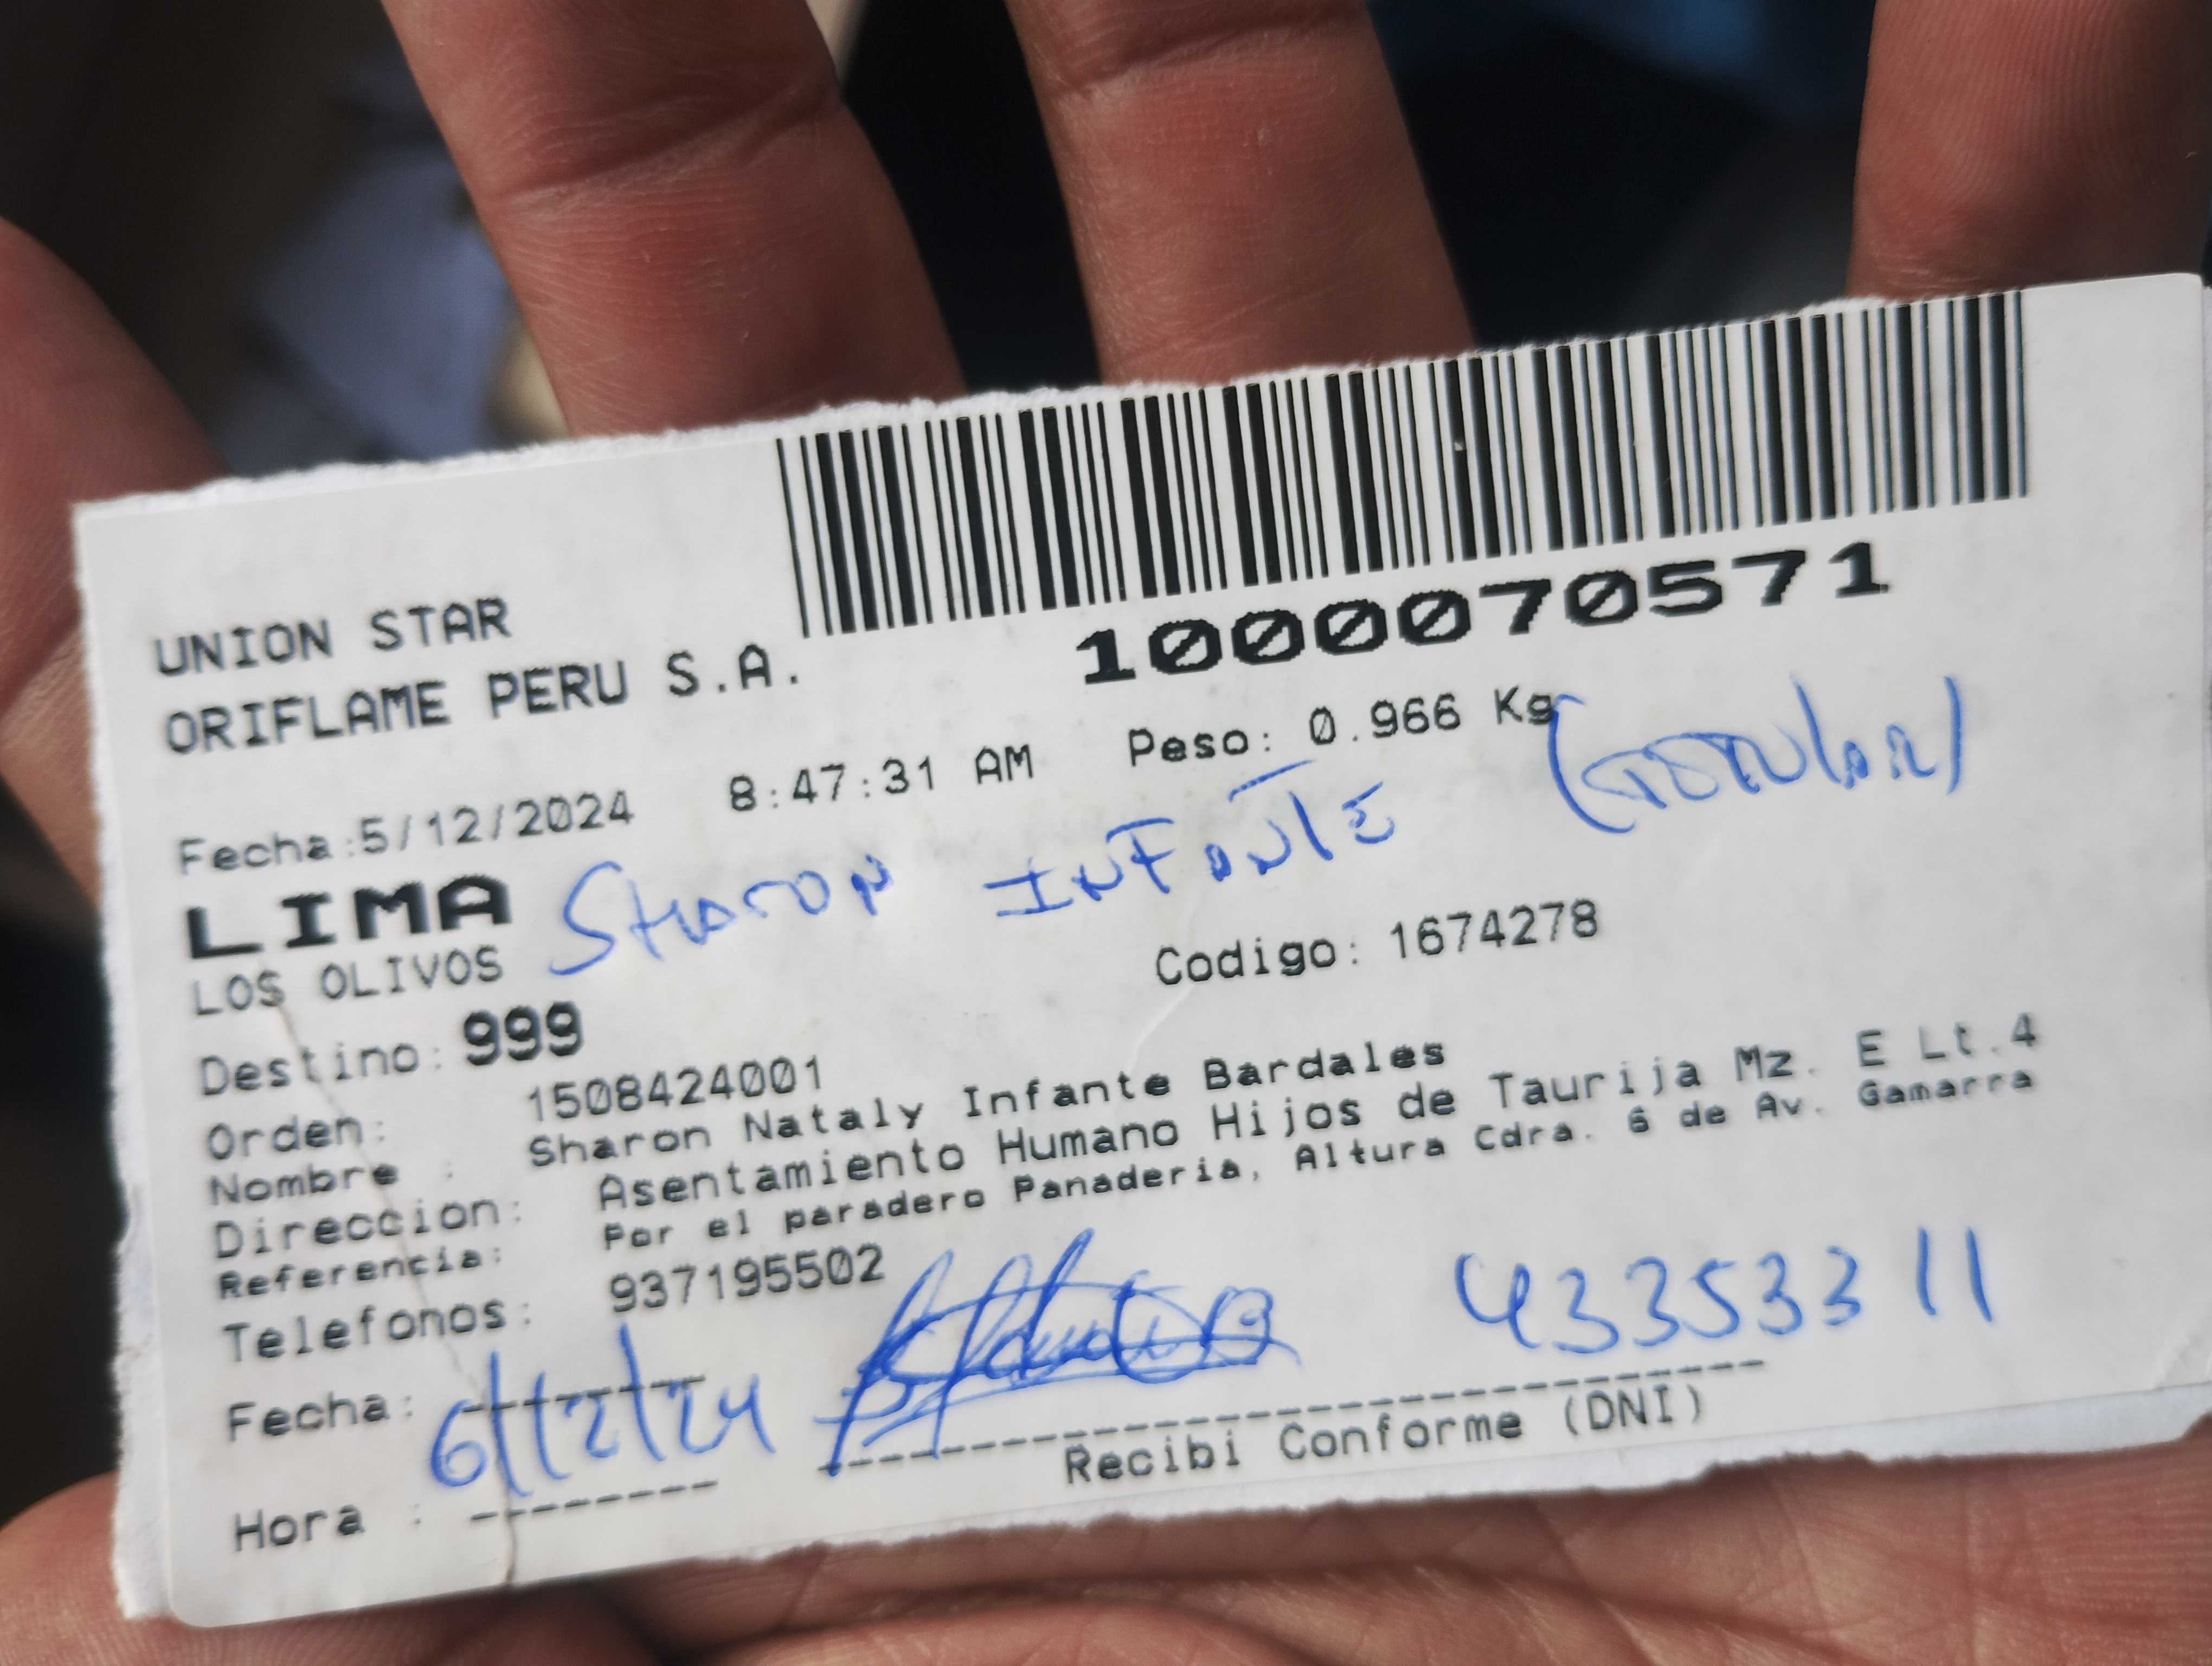 UNION STAR
ORIFLAME PERU S.A.
1000070571
Fecha:5/12/2024 8:47:31 AM Peso: 0.966 Kg
LIMA SHARON INFANTE (TITULAR)
LOS OLIVOS Codigo: 1674278
Destino: 999
Orden: 1508424001
Nombre : Sharon Nataly Infante Bardales
Direccion: Asentamiento Humano Hijos de Taurija Mz. E Lt.4
Referencia: Por el paradero Panaderia, Altura Cdra. 6 de Av. Gamarra
Telefonos: 937195502
Fecha: 6/12/24 43353311
Hora : Recibi Conforme (DNI)